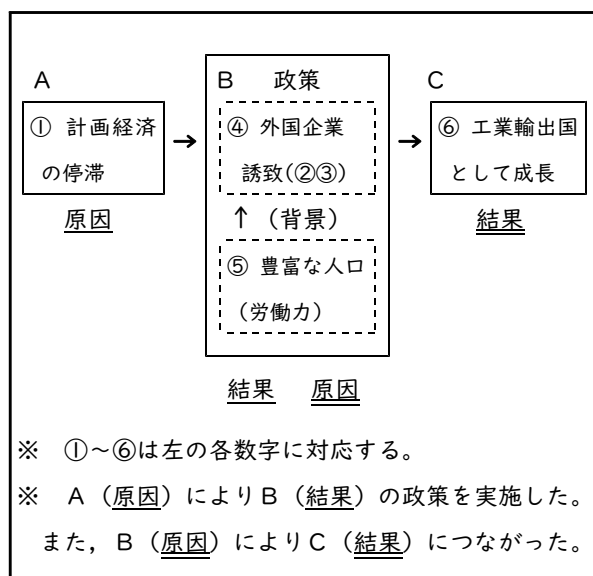 A
① 計画経済
の停滞
原因
→
B 政策
④ 外国企業
誘致(②③)
↑ (背景)
⑤ 豊富な人口
(労働力)
結果 原因
→
C
⑥ 工業輸出国
として成長
結果
※ ①～⑥は左の各数字に対応する。
※ A(原因)によりB(結果)の政策を実施した。
また，B(原因)によりC(結果)につながった。